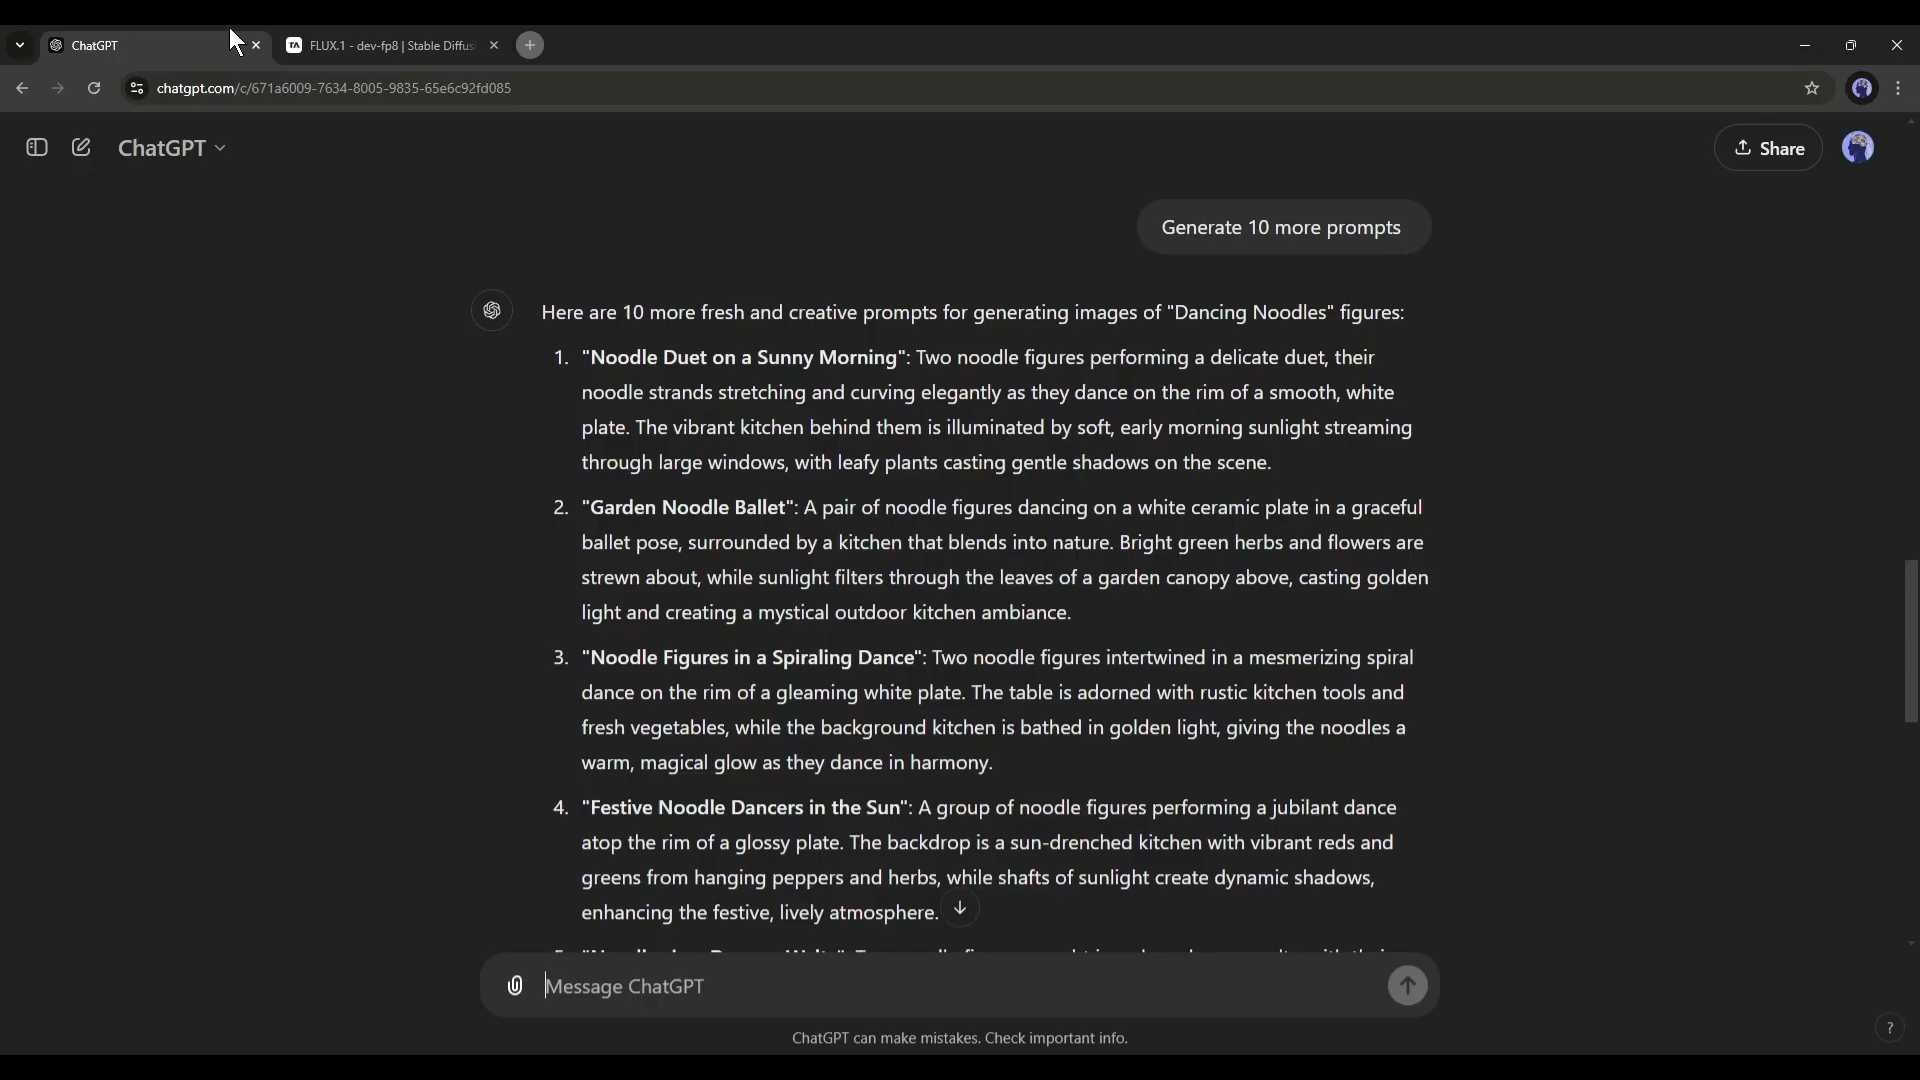 ChatGPT
FLUX.1 - dev-fp8 | Stable Diffus
chatgpt.com/c/671a6009-7634-8005-9835-65e6c92fd085
ChatGPT
Share
Generate 10 more prompts
Here are 10 more fresh and creative prompts for generating images of "Dancing Noodles" figures:
1. "Noodle Duet on a Sunny Morning": Two noodle figures performing a delicate duet, their
noodle strands stretching and curving elegantly as they dance on the rim of a smooth, white
plate. The vibrant kitchen behind them is illuminated by soft, early morning sunlight streaming
through large windows, with leafy plants casting gentle shadows on the scene.
2. "Garden Noodle Ballet": A pair of noodle figures dancing on a white ceramic plate in a graceful
ballet pose, surrounded by a kitchen that blends into nature. Bright green herbs and flowers are
strewn about, while sunlight filters through the leaves of a garden canopy above, casting golden
light and creating a mystical outdoor kitchen ambiance.
3. "Noodle Figures in a Spiraling Dance": Two noodle figures intertwined in a mesmerizing spiral
dance on the rim of a gleaming white plate. The table is adorned with rustic kitchen tools and
fresh vegetables, while the background kitchen is bathed in golden light, giving the noodles a
warm, magical glow as they dance in harmony.
4. "Festive Noodle Dancers in the Sun": A group of noodle figures performing a jubilant dance
atop the rim of a glossy plate. The backdrop is a sun-drenched kitchen with vibrant reds and
greens from hanging peppers and herbs, while shafts of sunlight create dynamic shadows,
enhancing the festive, lively atmosphere.
Message ChatGPT
ChatGPT can make mistakes. Check important info.
?